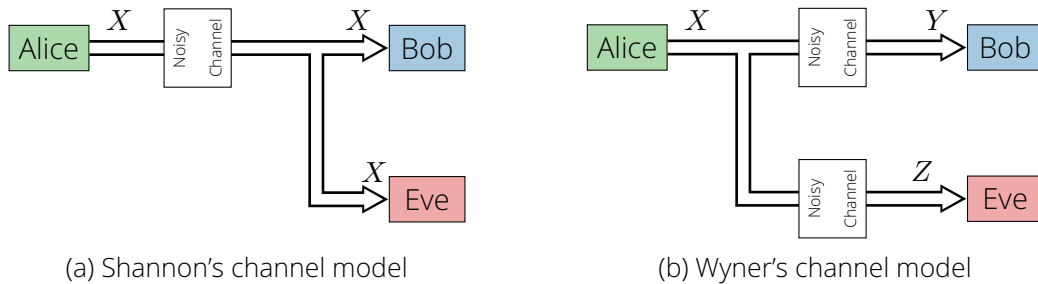 X X
Alice Noisy Channel Bob
X
Eve
(a) Shannon's channel model
X Y
Alice Noisy Channel Bob
Z
Noisy Channel Eve
(b) Wyner's channel model